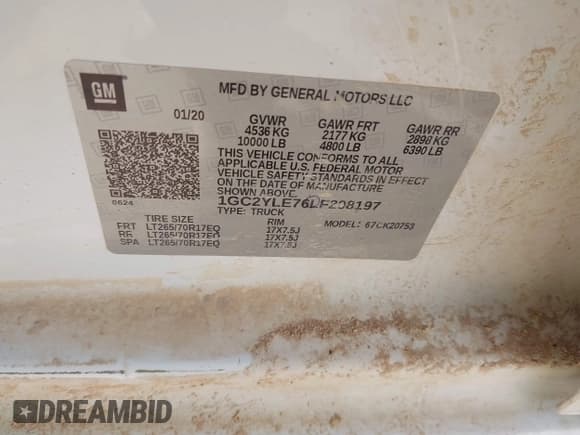 GM
MFD BY GENERAL MOTORS LLC
01/20
GVWR GAWR FRT GAWR RR
4536 KG 2177 KG 2898 KG
10000 LB 4800 LB 6390 LB
THIS VEHICLE CONFORMS TO ALL
APPLICABLE U.S. FEDERAL MOTOR
VEHICLE SAFETY STANDARDS IN EFFECT
ON THE DATE OF MANUFACTURE
SHOWN ABOVE.
0624
1GC2YLE76LF208197
TYPE: TRUCK MODEL: 67CK20753
TIRE SIZE RIM
FRT LT265/70R17EQ 17X7.5J
RR LT265/70R17EQ 17X7.5J
SPA LT265/70R17EQ 17X7.5J
DREAMBID